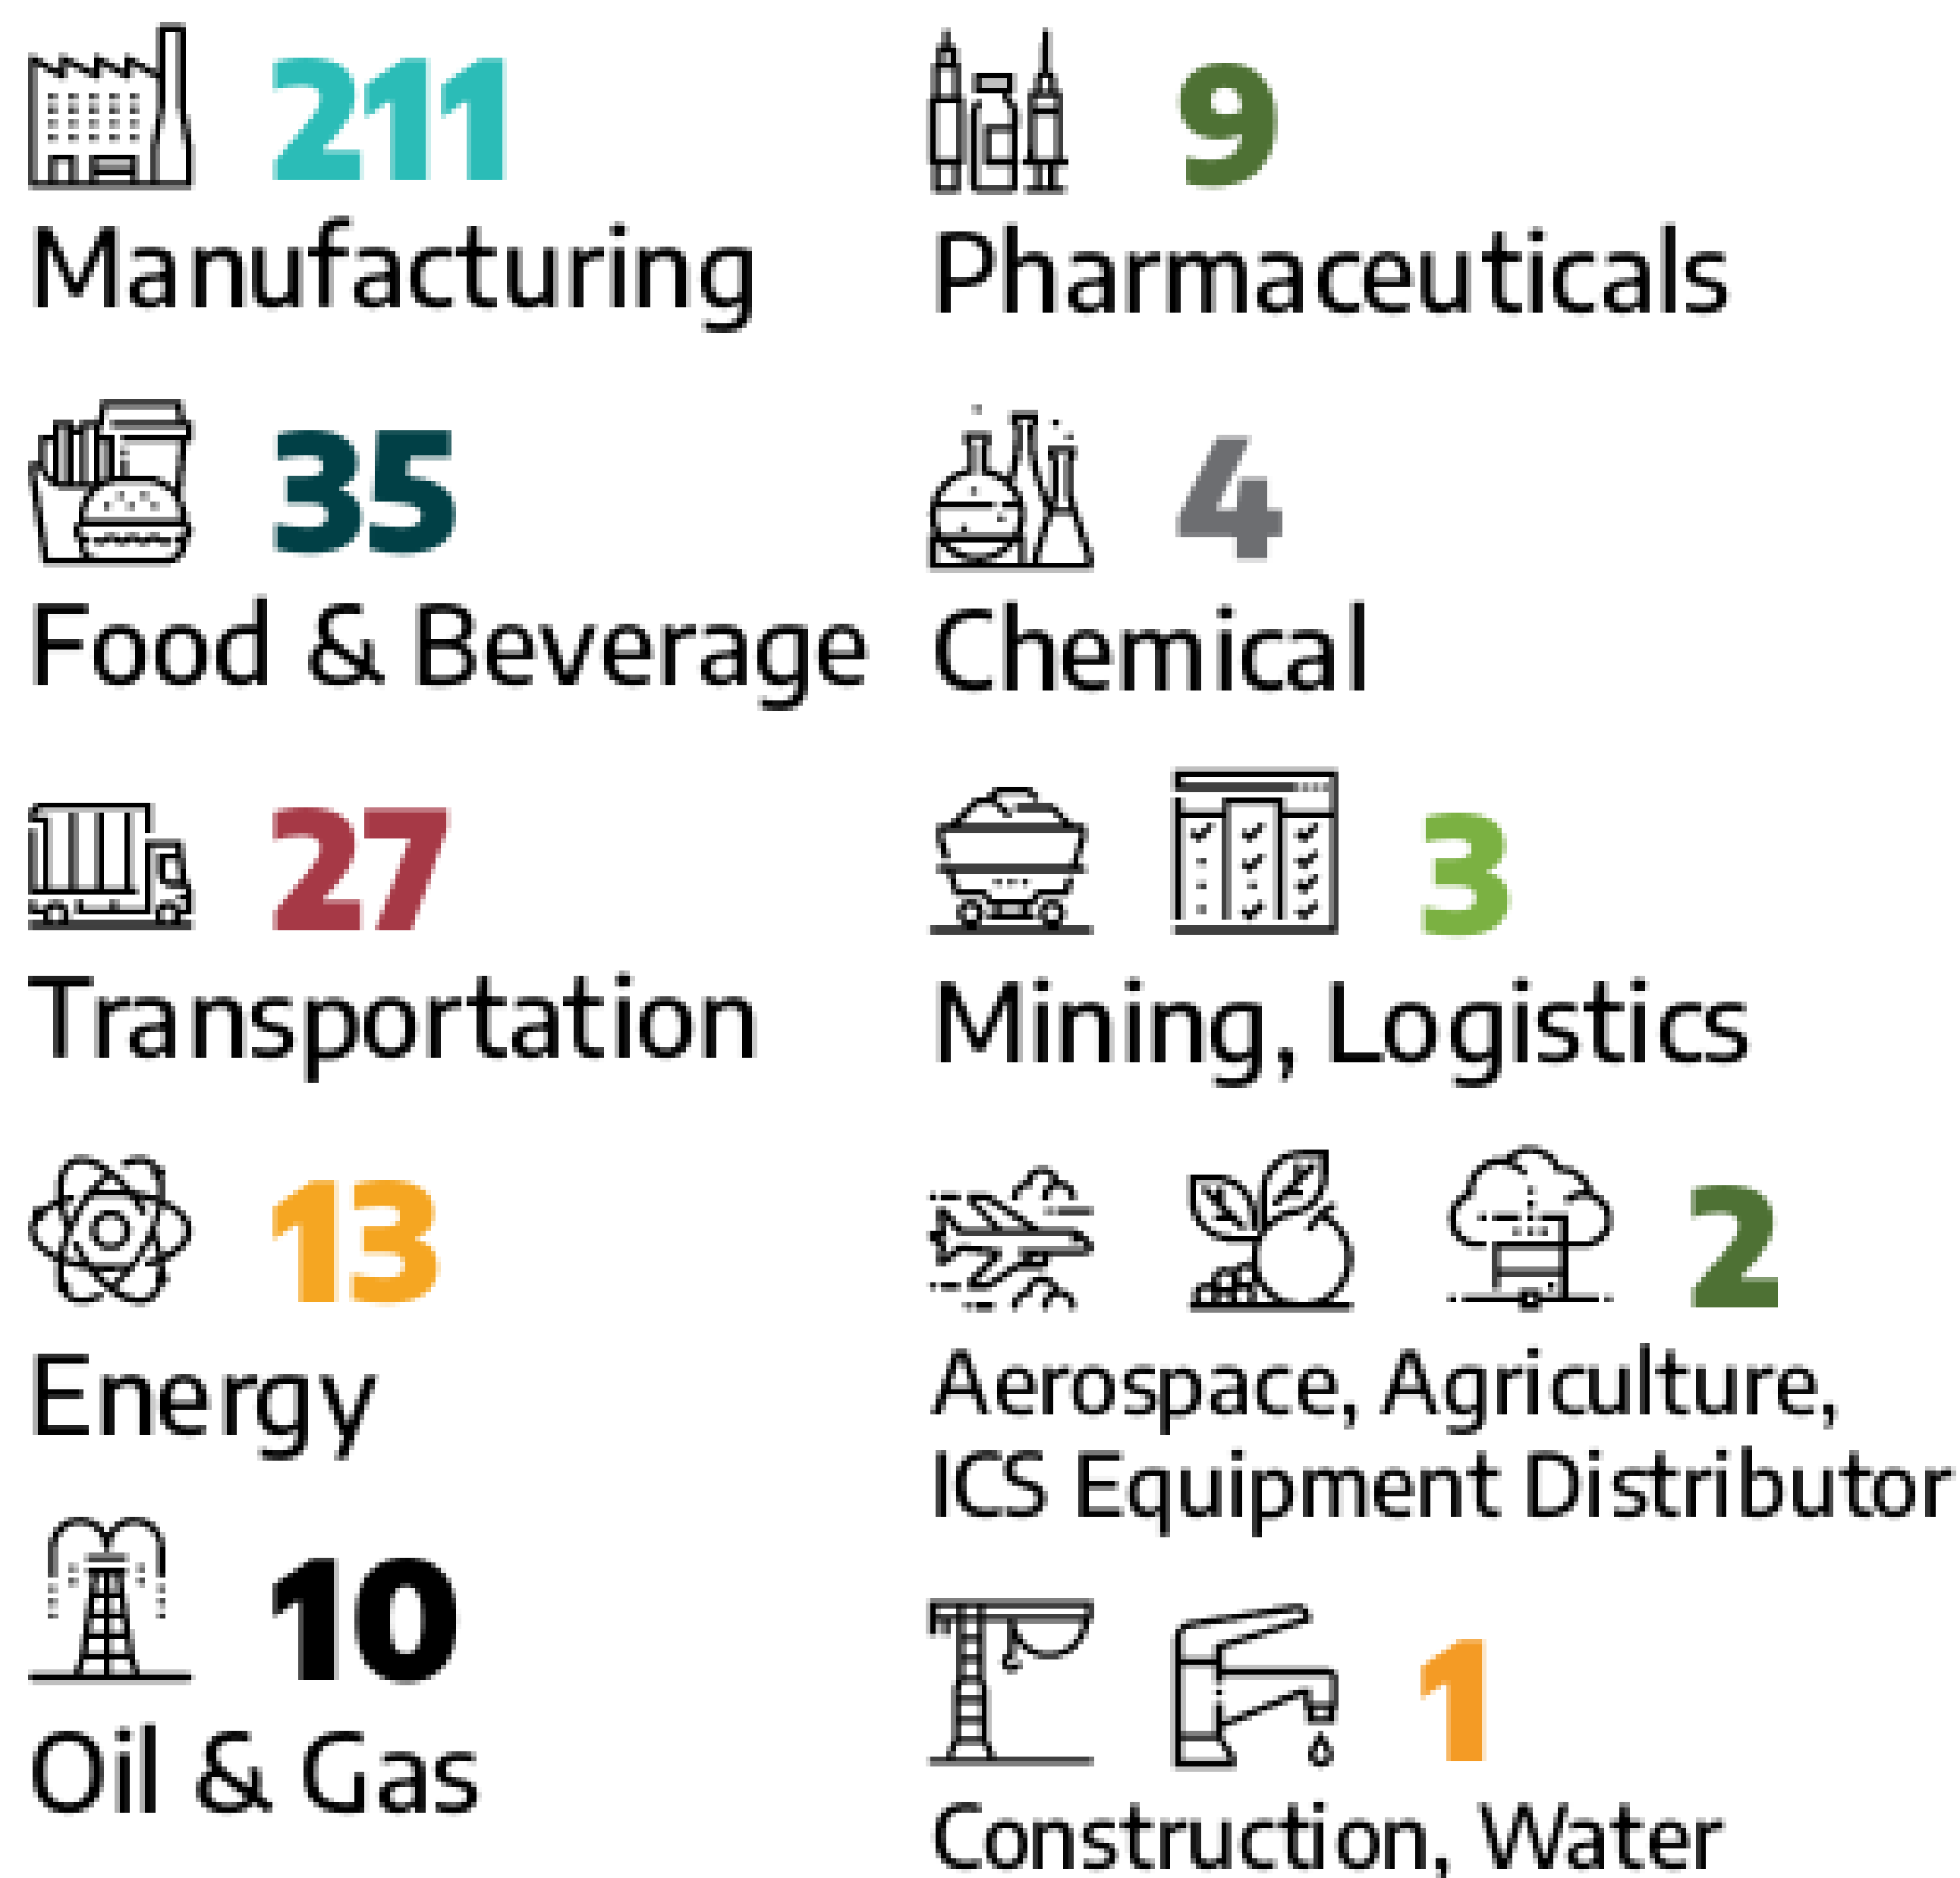 211
Manufacturing
35
Food & Beverage
27
Transportation
13
Energy
10
Oil & Gas
9
Pharmaceuticals
4
Chemical
3
Mining, Logistics
2
Aerospace, Agriculture,
ICS Equipment Distributor
1
Construction, Water